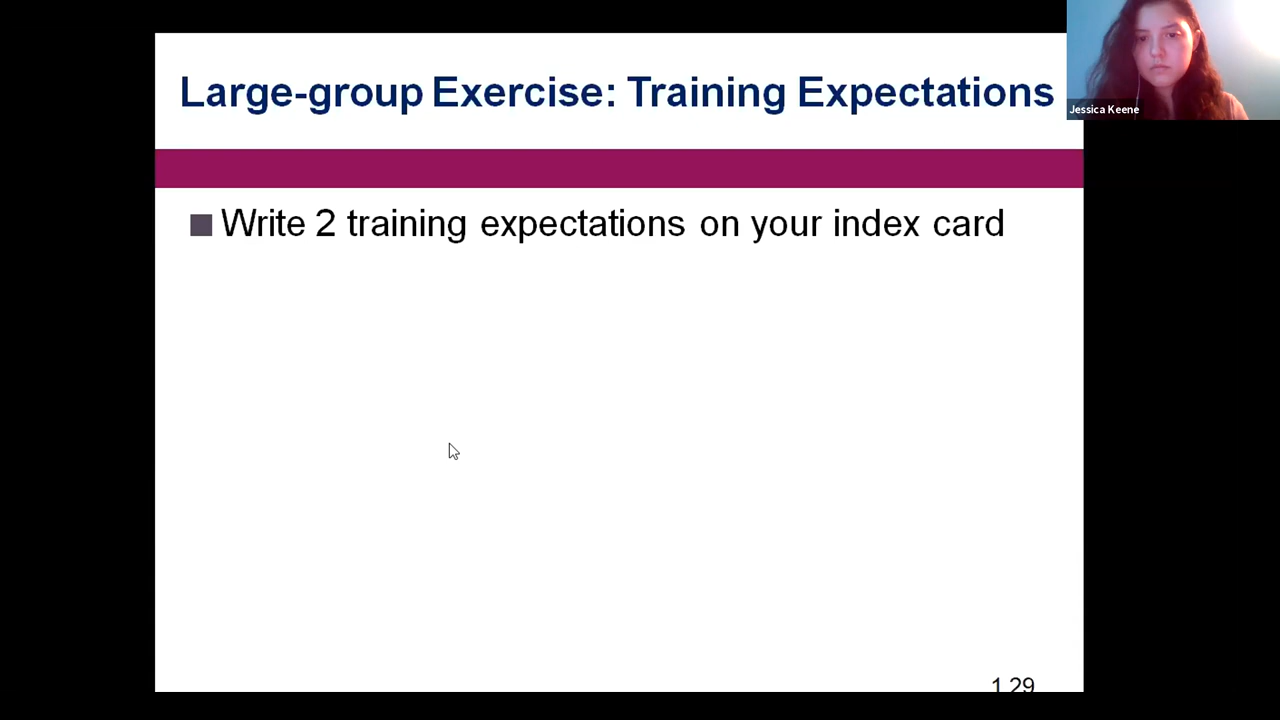 Large-group Exercise: Training Expectations
Jessica Keene
Write 2 training expectations on your index card
1.29